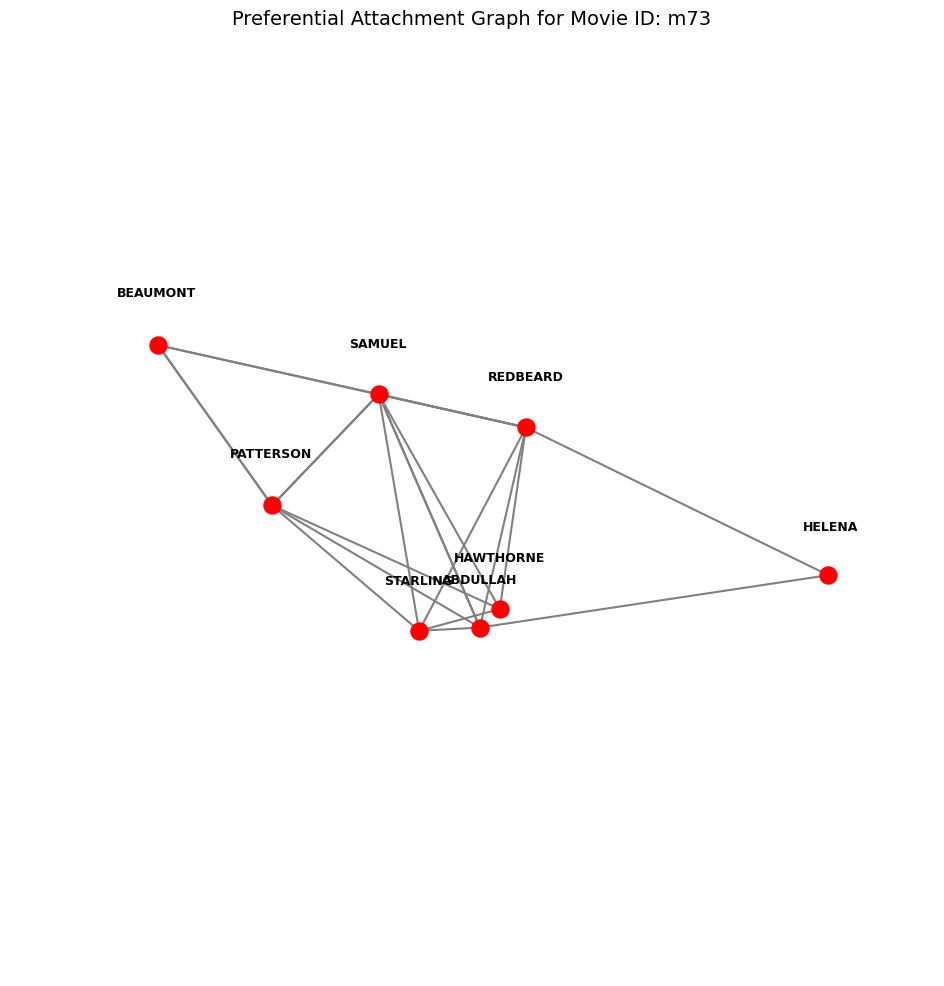 Preferential Attachment Graph for Movie ID: m73
BEAUMONT
SAMUEL
REDBEARD
PATTERSON
HELENA
HAWTHORNE
STARLING
ABDULLAH